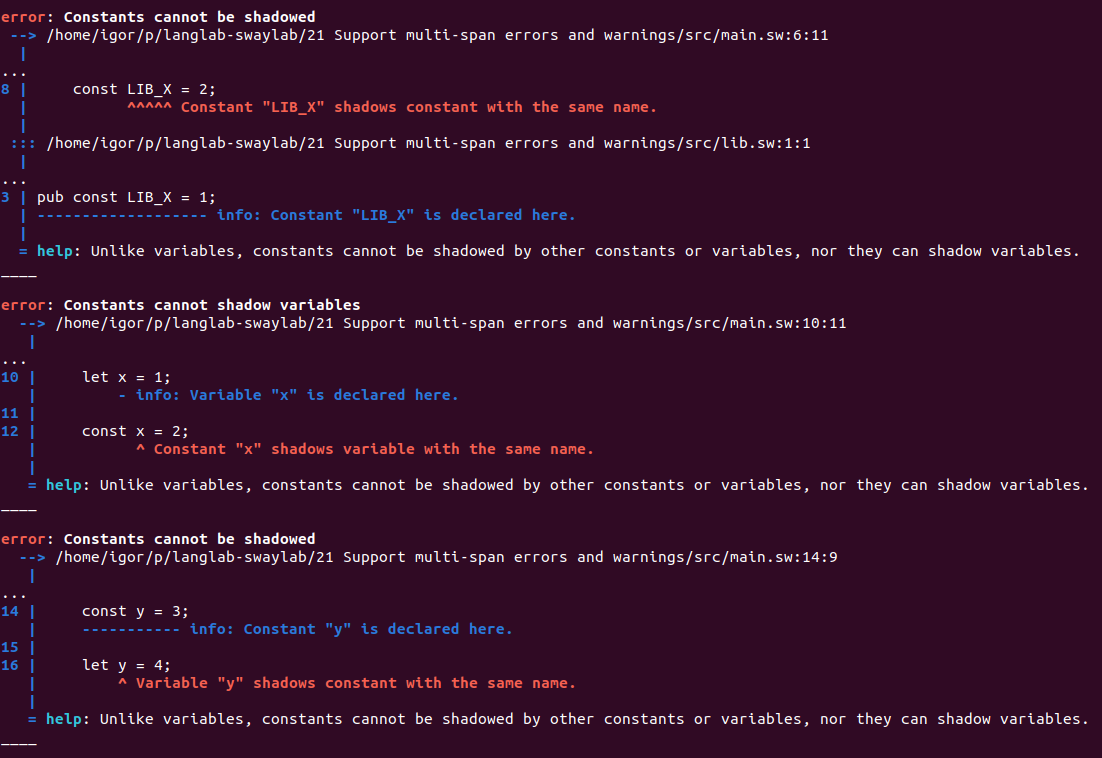 error: Constants cannot be shadowed
 --> /home/igor/p/langlab-swaylab/21 Support multi-span errors and warnings/src/main.sw:6:11
  |
...
8 |     const LIB_X = 2;
  |           ^^^^^ Constant "LIB_X" shadows constant with the same name.
  |
 ::: /home/igor/p/langlab-swaylab/21 Support multi-span errors and warnings/src/lib.sw:1:1
  |
...
3 | pub const LIB_X = 1;
  | ------------------- info: Constant "LIB_X" is declared here.
  |
  = help: Unlike variables, constants cannot be shadowed by other constants or variables, nor they can shadow variables.
____
error: Constants cannot shadow variables
  --> /home/igor/p/langlab-swaylab/21 Support multi-span errors and warnings/src/main.sw:10:11
   |
...
10 |     let x = 1;
   |         - info: Variable "x" is declared here.
11 |
12 |     const x = 2;
   |           ^ Constant "x" shadows variable with the same name.
   |
   = help: Unlike variables, constants cannot be shadowed by other constants or variables, nor they can shadow variables.
____
error: Constants cannot be shadowed
  --> /home/igor/p/langlab-swaylab/21 Support multi-span errors and warnings/src/main.sw:14:9
   |
...
14 |     const y = 3;
   |     ----------- info: Constant "y" is declared here.
15 |
16 |     let y = 4;
   |         ^ Variable "y" shadows constant with the same name.
   |
   = help: Unlike variables, constants cannot be shadowed by other constants or variables, nor they can shadow variables.
____